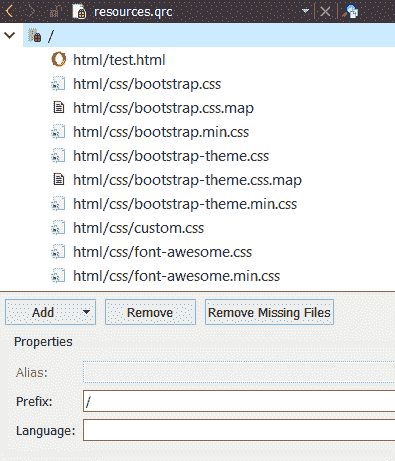 resources.qrc
/
html/test.html
html/css/bootstrap.css
html/css/bootstrap.css.map
html/css/bootstrap.min.css
html/css/bootstrap-theme.css
html/css/bootstrap-theme.css.map
html/css/bootstrap-theme.min.css
html/css/custom.css
html/css/font-awesome.css
html/css/font-awesome.min.css
Add Remove Remove Missing Files
Properties
Alias:
Prefix: /
Language: